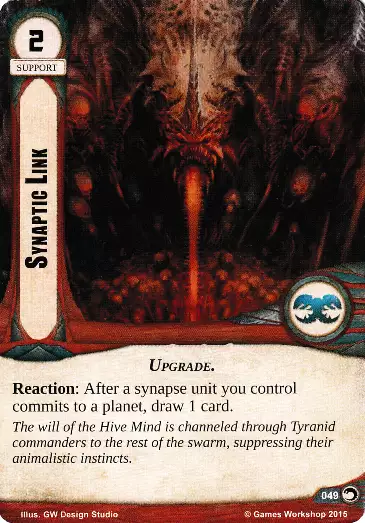 2
SUPPORT
SYNAPTIC LINK
UPGRADE.
Reaction: After a synapse unit you control
commits to a planet, draw 1 card.
The will of the Hive Mind is channeled through Tyranid
commanders to the rest of the swarm, suppressing their
animalistic instincts.
049
Illus. GW Design Studio
© Games Workshop 2015